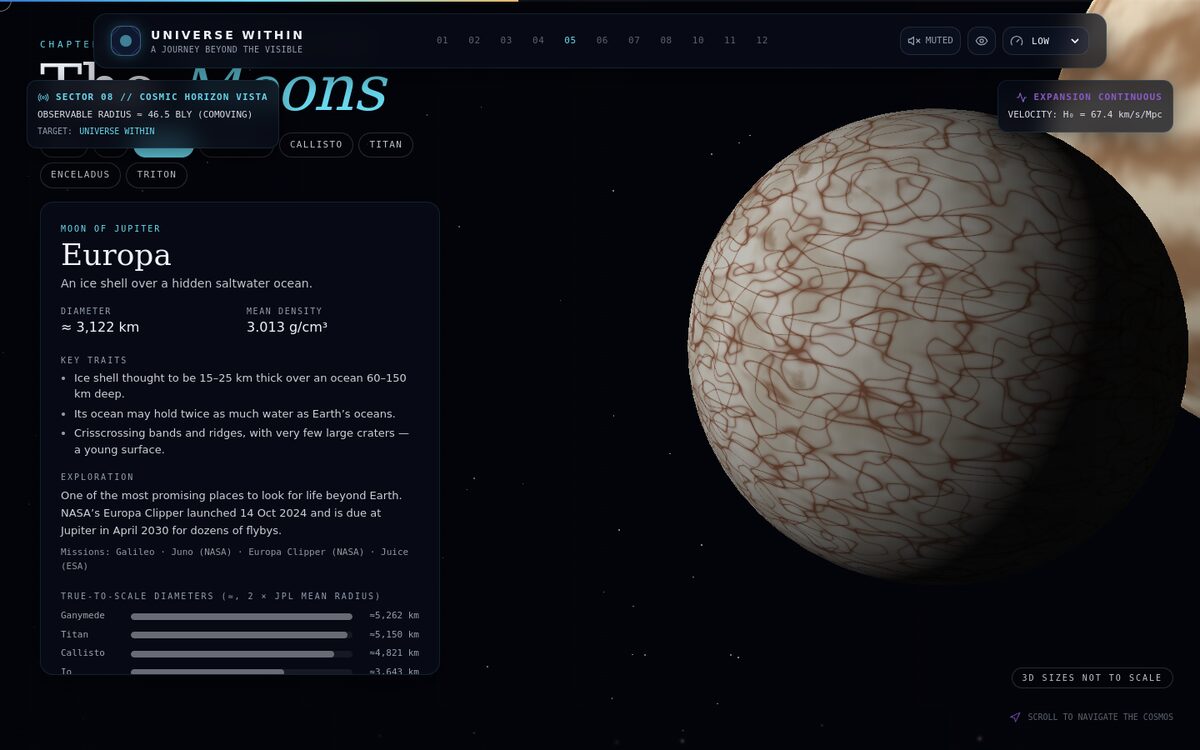 UNIVERSE WITHIN
A JOURNEY BEYOND THE VISIBLE
01 02 03 04 05 06 07 08 10 11 12
MUTED
LOW
CHAPTE
The Moons
SECTOR 08 // COSMIC HORIZON VISTA
OBSERVABLE RADIUS ≈ 46.5 BLY (COMOVING)
TARGET: UNIVERSE WITHIN
EXPANSION CONTINUOUS
VELOCITY: H₀ = 67.4 km/s/Mpc
CALLISTO
TITAN
ENCELADUS
TRITON
MOON OF JUPITER
Europa
An ice shell over a hidden saltwater ocean.
DIAMETER
≈ 3,122 km
MEAN DENSITY
3.013 g/cm³
KEY TRAITS
• Ice shell thought to be 15–25 km thick over an ocean 60–150
km deep.
• Its ocean may hold twice as much water as Earth’s oceans.
• Crisscrossing bands and ridges, with very few large craters —
a young surface.
EXPLORATION
One of the most promising places to look for life beyond Earth.
NASA’s Europa Clipper launched 14 Oct 2024 and is due at
Jupiter in April 2030 for dozens of flybys.
Missions: Galileo · Juno (NASA) · Europa Clipper (NASA) · Juice
(ESA)
TRUE-TO-SCALE DIAMETERS (≈, 2 × JPL MEAN RADIUS)
Ganymede ≈5,262 km
Titan ≈5,150 km
Callisto ≈4,821 km
Io ≈3,643 km
3D SIZES NOT TO SCALE
SCROLL TO NAVIGATE THE COSMOS